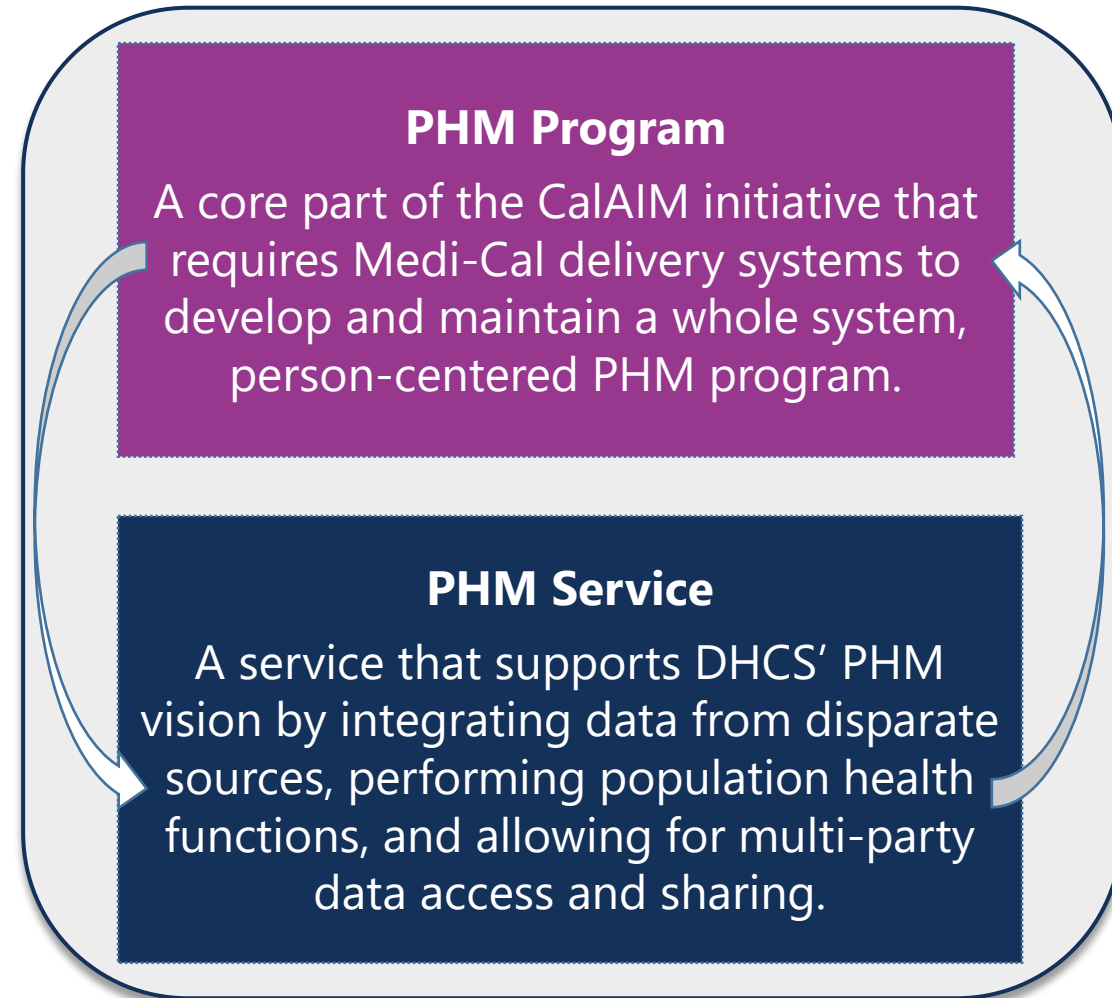 PHM Program
A core part of the CalAIM initiative that
requires Medi-Cal delivery systems to
develop and maintain a whole system,
person-centered PHM program.
PHM Service
A service that supports DHCS’ PHM
vision by integrating data from disparate
sources, performing population health
functions, and allowing for multi-party
data access and sharing.